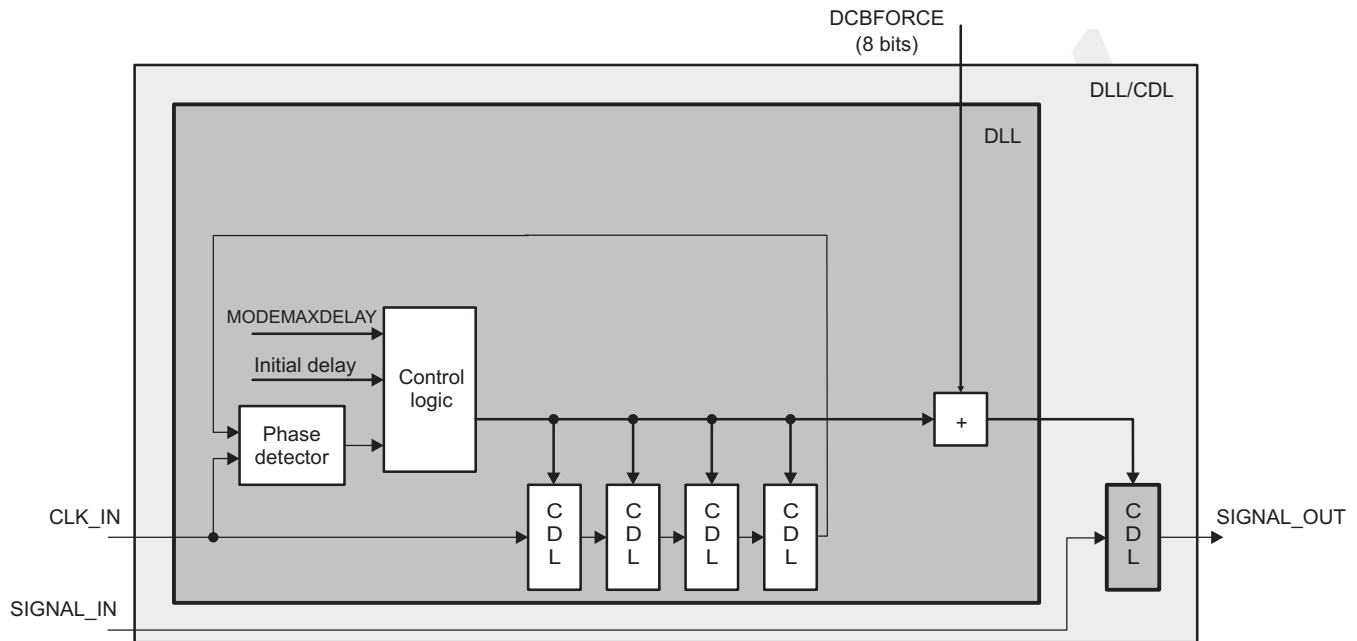 DCBFORCE
(8 bits)
DLL/CDL
DLL
MODEMAXDELAY
Initial delay
Control
logic
Phase
detector
+
CLK_IN
C
D
L
C
D
L
C
D
L
C
D
L
C
D
L
SIGNAL_OUT
SIGNAL_IN